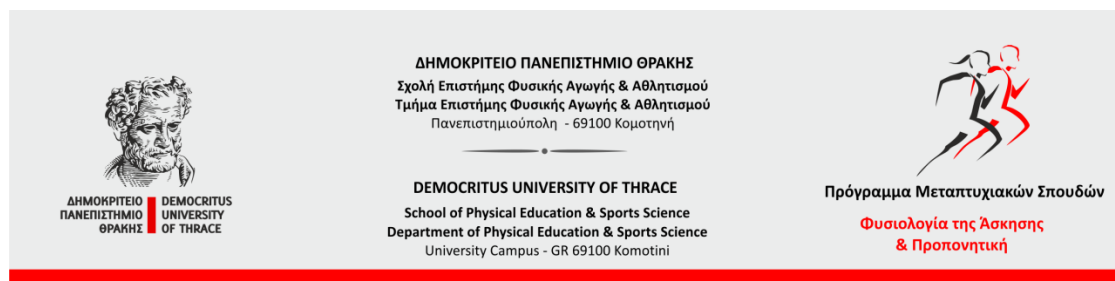 ΔΗΜΟΚΡΙΤΕΙΟ
ΠΑΝΕΠΙΣΤΗΜΙΟ
ΘΡΑΚΗΣ
DEMOCRITUS
UNIVERSITY
OF THRACE
ΔΗΜΟΚΡΙΤΕΙΟ ΠΑΝΕΠΙΣΤΗΜΙΟ ΘΡΑΚΗΣ
Σχολή Επιστήμης Φυσικής Αγωγής & Αθλητισμού
Τμήμα Επιστήμης Φυσικής Αγωγής & Αθλητισμού
Πανεπιστημιούπολη - 69100 Κομοτηνή
DEMOCRITUS UNIVERSITY OF THRACE
School of Physical Education & Sports Science
Department of Physical Education & Sports Science
University Campus - GR 69100 Komotini
Πρόγραμμα Μεταπτυχιακών Σπουδών
Φυσιολογία της Άσκησης
& Προπονητική